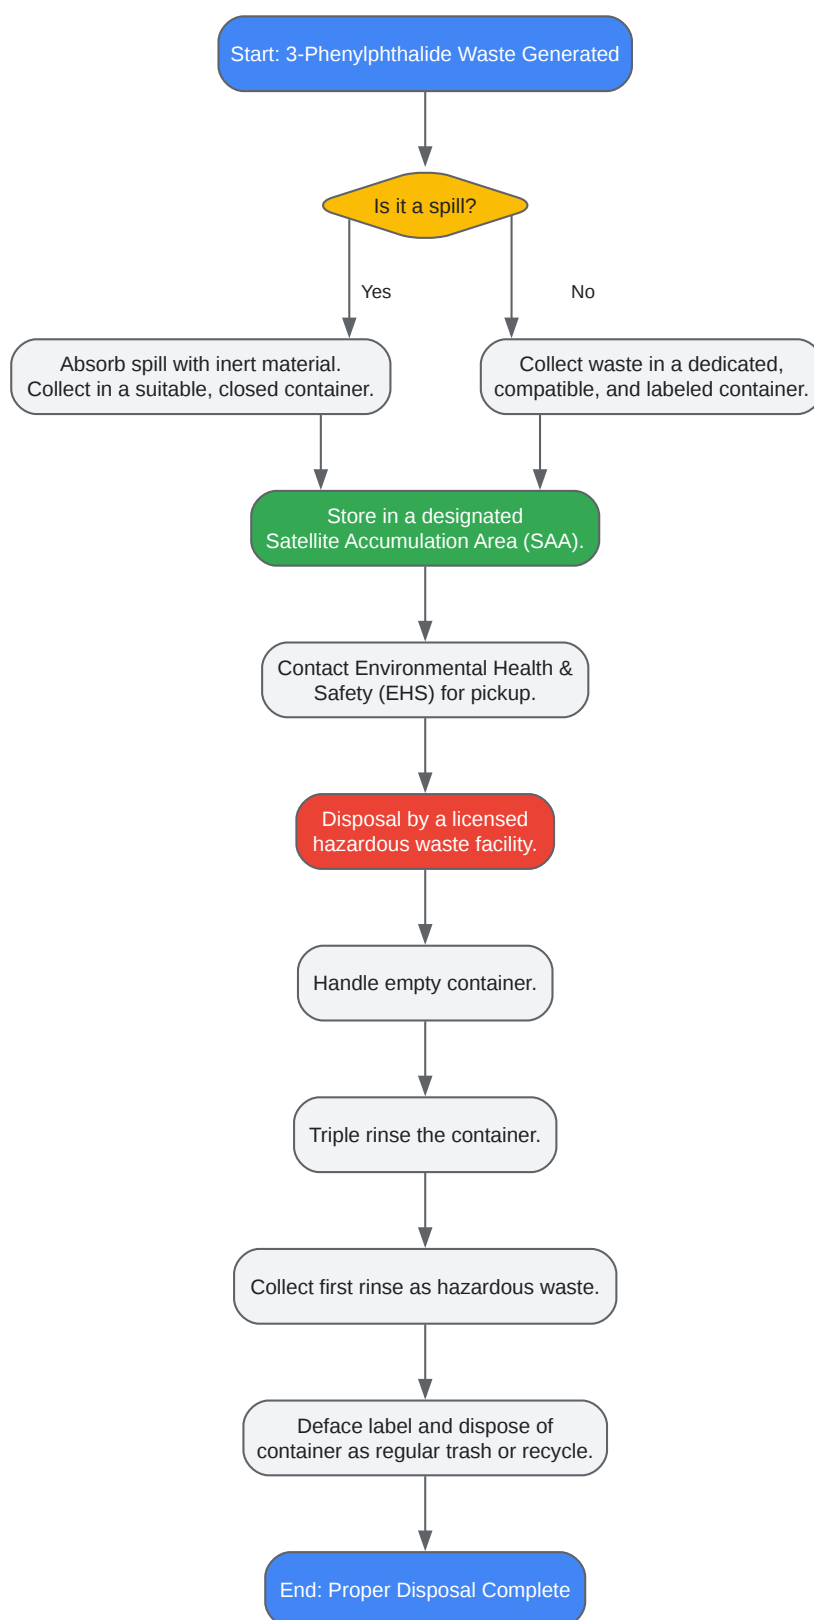 Start: 3-Phenylphthalide Waste Generated
Is it a spill?
Yes
No
Absorb spill with inert material.
Collect in a suitable, closed container.
Collect waste in a dedicated,
compatible, and labeled container.
Store in a designated
Satellite Accumulation Area (SAA).
Contact Environmental Health &
Safety (EHS) for pickup.
Disposal by a licensed
hazardous waste facility.
Handle empty container.
Triple rinse the container.
Collect first rinse as hazardous waste.
Deface label and dispose of
container as regular trash or recycle.
End: Proper Disposal Complete